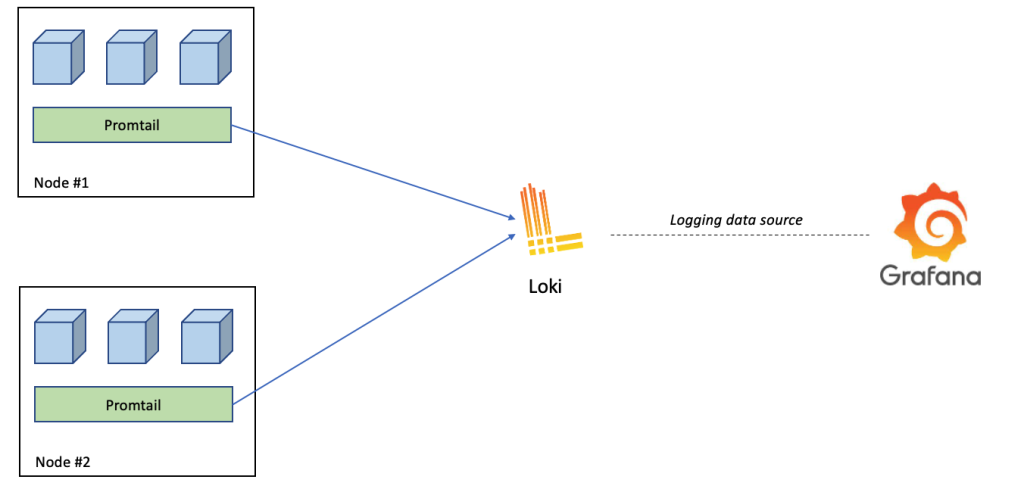 Promtail
Node #1
Logging data source
Loki
Grafana
Promtail
Node #2